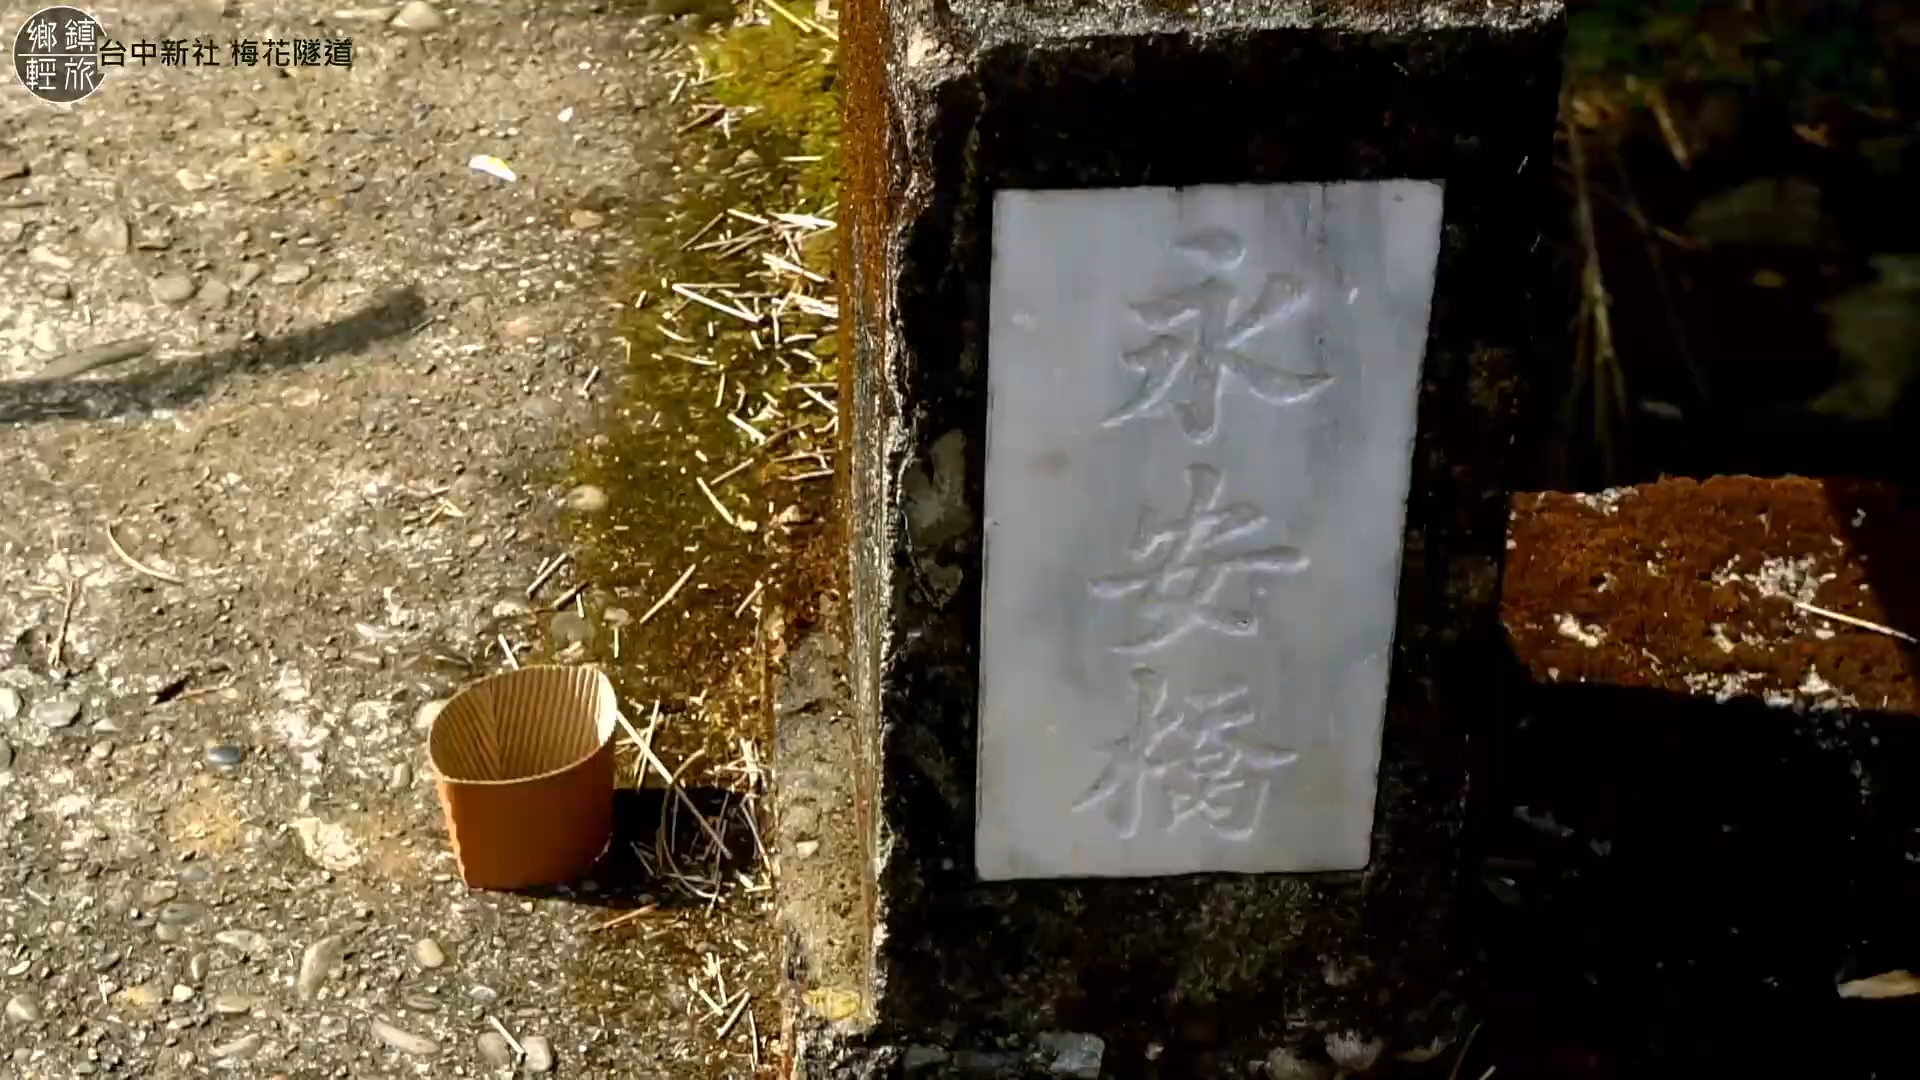 鄉鎮
輕旅
台中新社 梅花隧道
永安橋